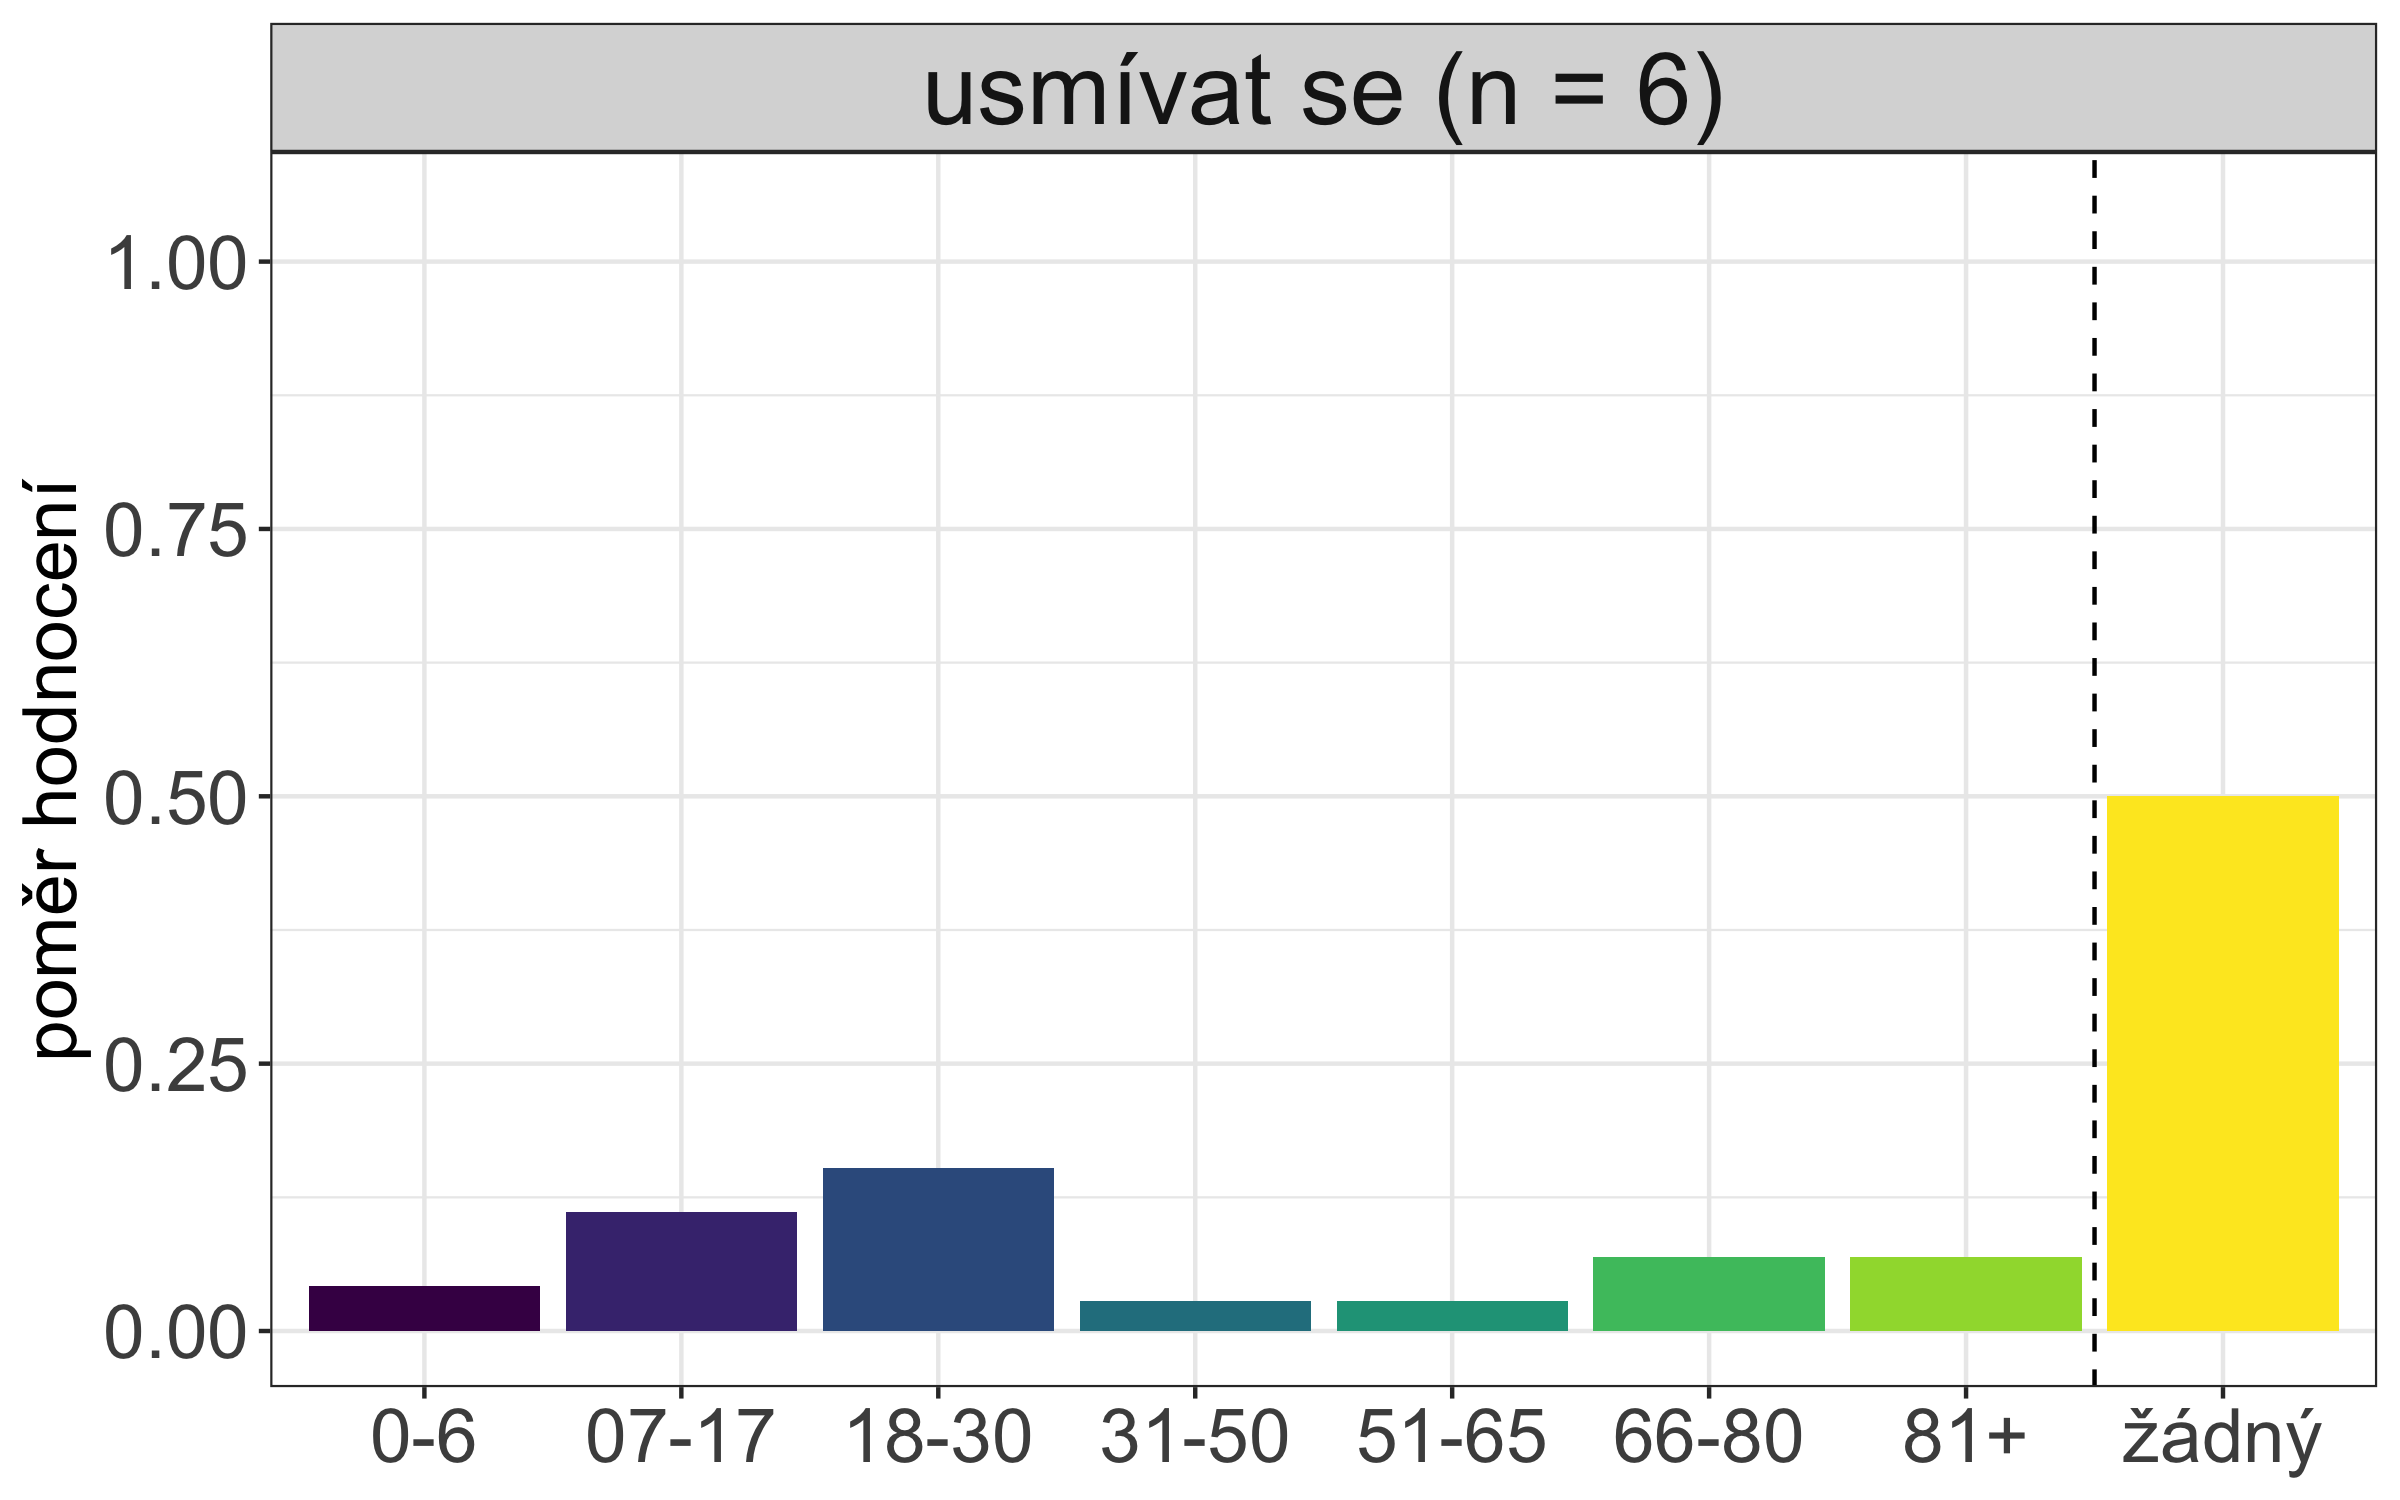 usmívat se (n = 6)
poměr hodnocení
1.00
0.75
0.50
0.25
0.00
0-6 07-17 18-30 31-50 51-65 66-80 81+ žádný